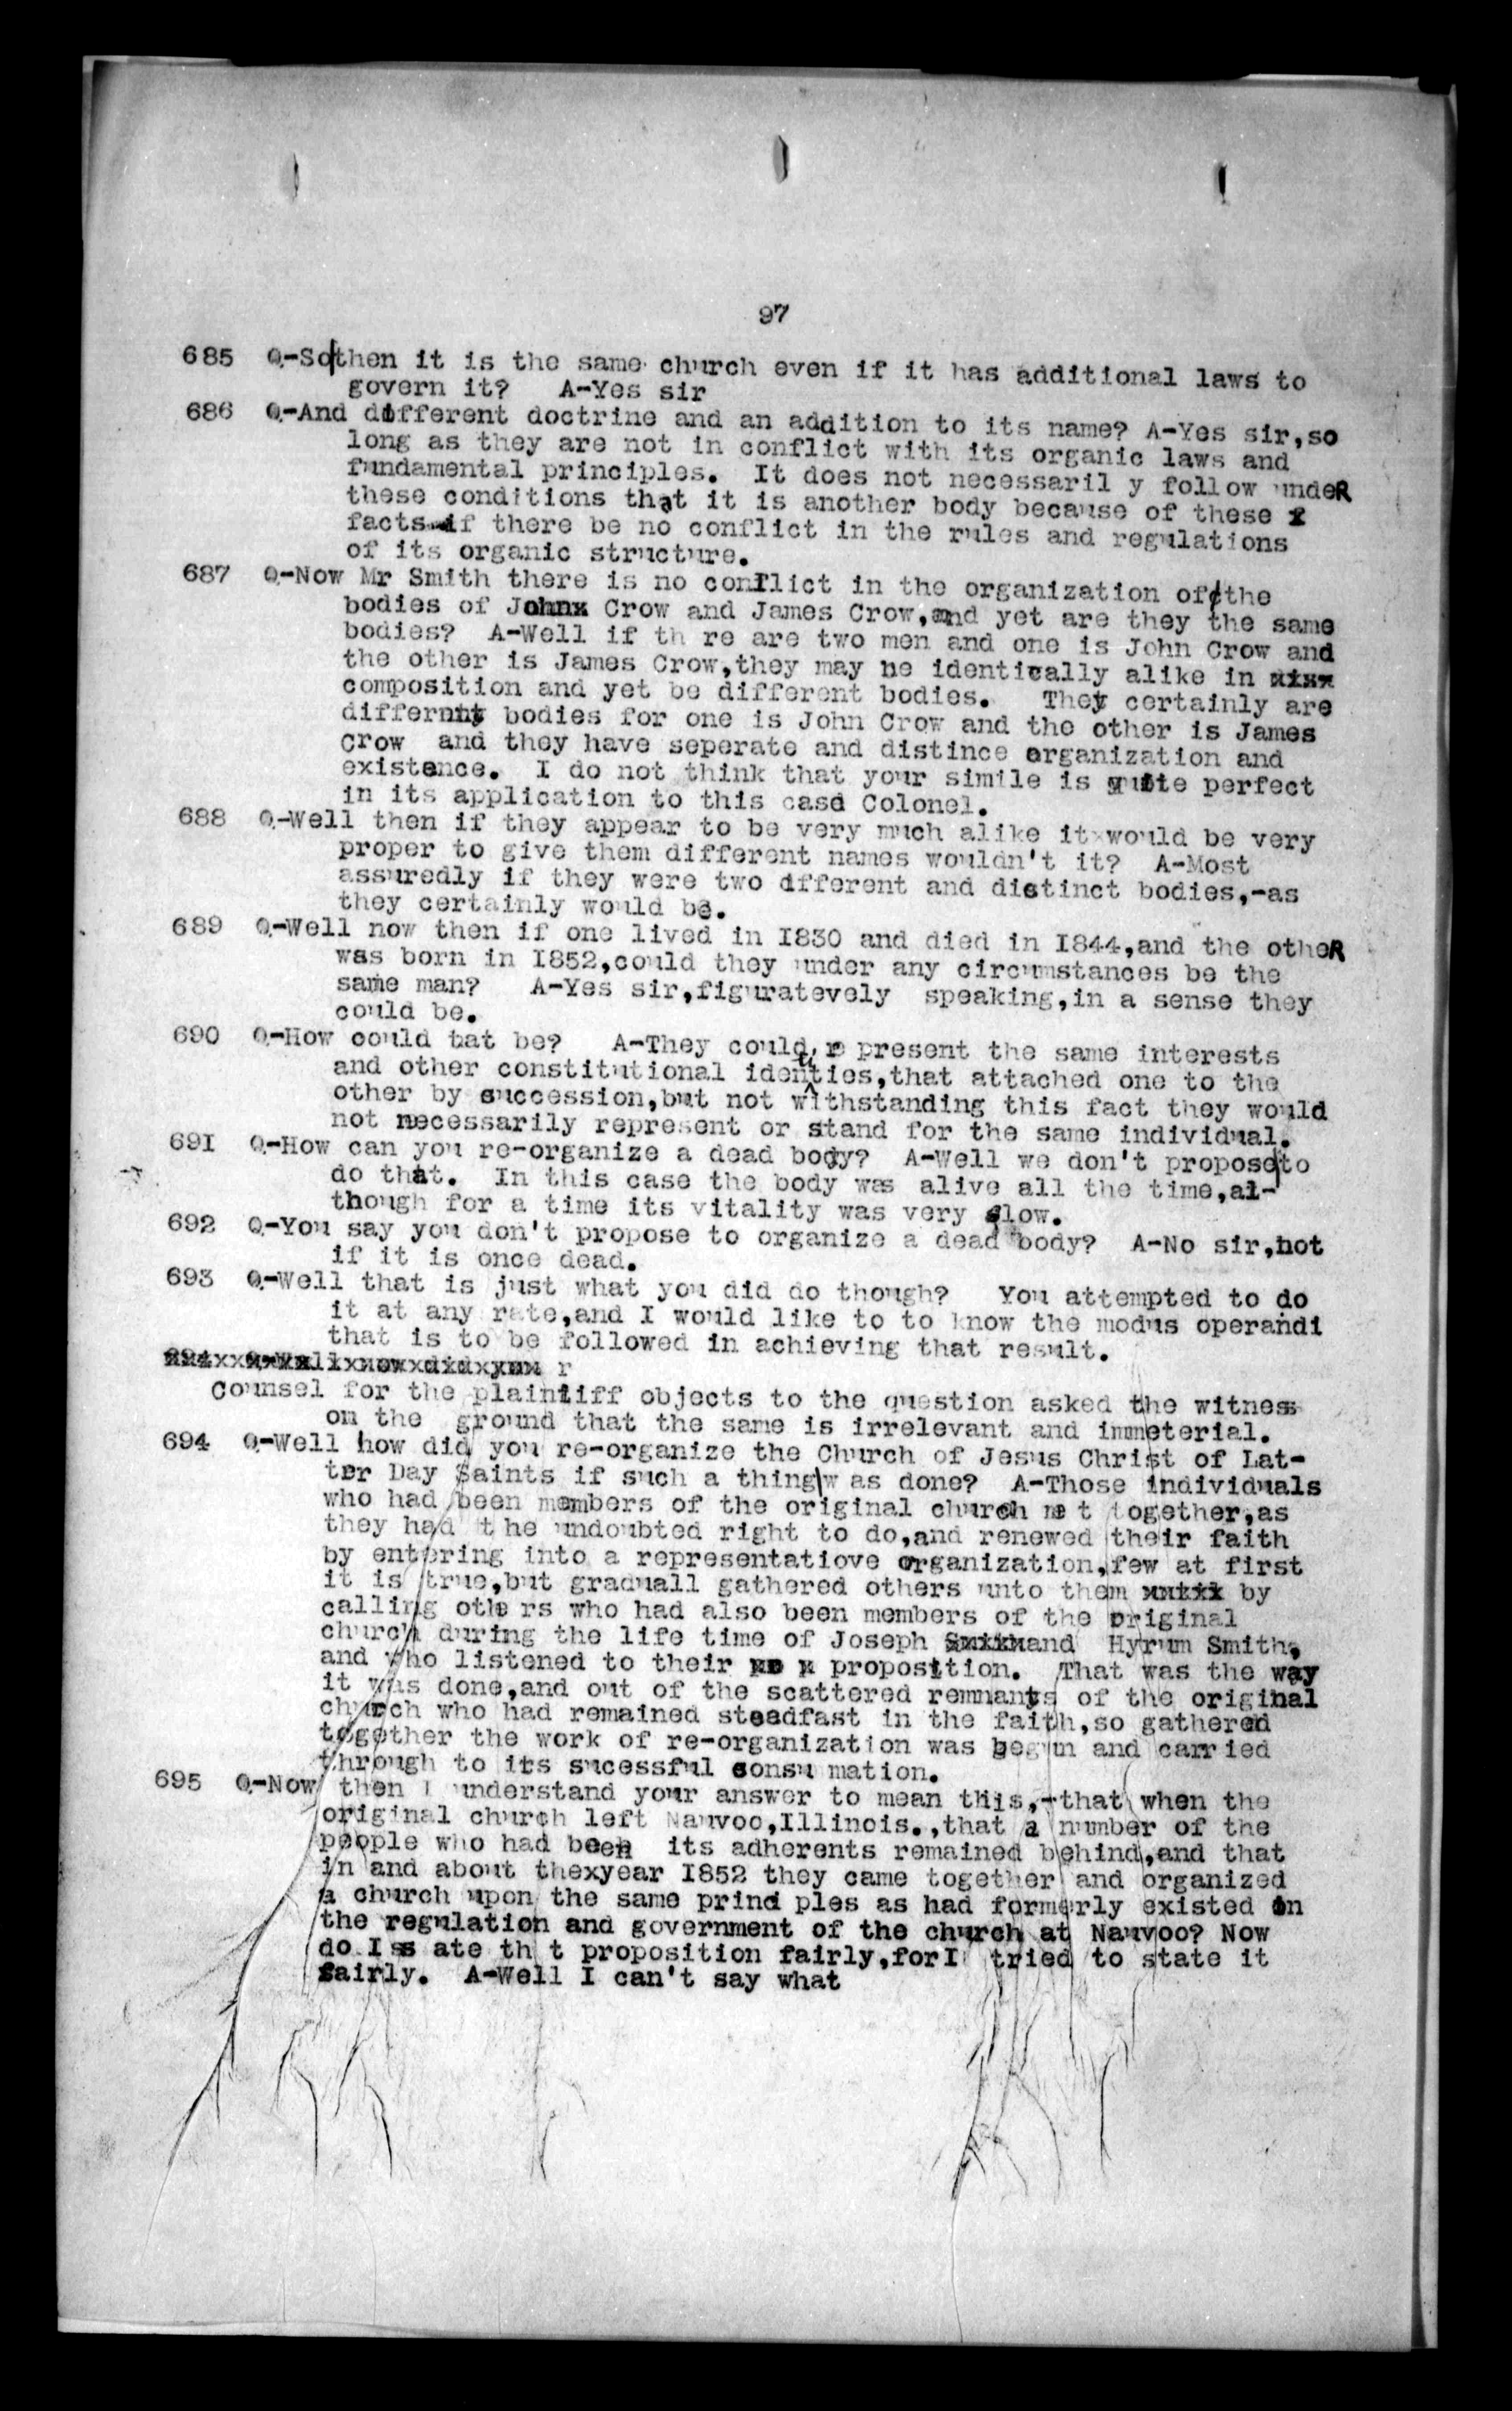 97
685 Q-So then it is the same church even if it has additional laws to
govern it? A-Yes sir
686 Q-And different doctrine and an addition to its name? A-Yes sir,so
long as they are not in conflict with its organic laws and
fundamental principles. It does not necessaril y follow undeR
these conditions that it is another body because of these
facts-if there be no conflict in the rules and regulations
of its organic structure.
687 Q-Now Mr Smith there is no conflict in the organization of the
bodies of John Crow and James Crow,and yet are they the same
bodies? A-Well if th re are two men and one is John Crow and
the other is James Crow,they may ne identically alike in
composition and yet be different bodies. They certainly are
differnt bodies for one is John Crow and the other is James
Crow and they have seperate and distince organization and
existence. I do not think that your simile is quite perfect
in its application to this case Colonel.
688 Q-Well then if they appear to be very much alike it would be very
proper to give them different names wouldn't it? A-Most
assuredly if they were two dfferent and distinct bodies,-as
they certainly would be.
689 Q-Well now then if one lived in I830 and died in I844,and the otheR
was born in I852,could they under any circumstances be the
same man? A-Yes sir,figuratevely speaking,in a sense they
could be.
690 Q-How could tat be? A-They could re present the same interests
and other constitutional identities,that attached one to the
other by succession,but not withstanding this fact they would
not necessarily represent or stand for the same individual.
69I Q-How can you re-organize a dead body? A-Well we don't propose to
do that. In this case the body was alive all the time,al-
though for a time its vitality was very slow.
692 Q-You say you don't propose to organize a dead body? A-No sir,not
if it is once dead.
693 Q-Well that is just what you did do though? You attempted to do
it at any rate,and I would like to to know the modus operandi
that is to be followed in achieving that result.
694xxQxWellxnowxdidxyou r
Counsel for the plaintiff objects to the question asked the witness
on the ground that the same is irrelevant and immeterial.
694 Q-Well how did you re-organize the Church of Jesus Christ of Lat-
ter Day Saints if such a thing w as done? A-Those individuals
who had been members of the original church me t together,as
they had t he undoubted right to do,and renewed their faith
by entering into a representatiove organization,few at first
it is true,but graduall gathered others unto them by
calling othe rs who had also been members of the original
church during the life time of Joseph Smith and Hyrum Smith,
and who listened to their proposition. That was the way
it was done,and out of the scattered remnants of the original
church who had remained steadfast in the faith,so gathered
together the work of re-organization was begun and carried
through to its sucessful consu mation.
695 Q-Now then I understand your answer to mean this,-that when the
original church left Nauvoo,Illinois.,that a number of the
people who had been its adherents remained behind,and that
in and about thexyear I852 they came together and organized
a church upon the same princi ples as had formerly existed in
the regulation and government of the church at Nauvoo? Now
do I s ate th t proposition fairly,for I tried to state it
fairly. A-Well I can't say what